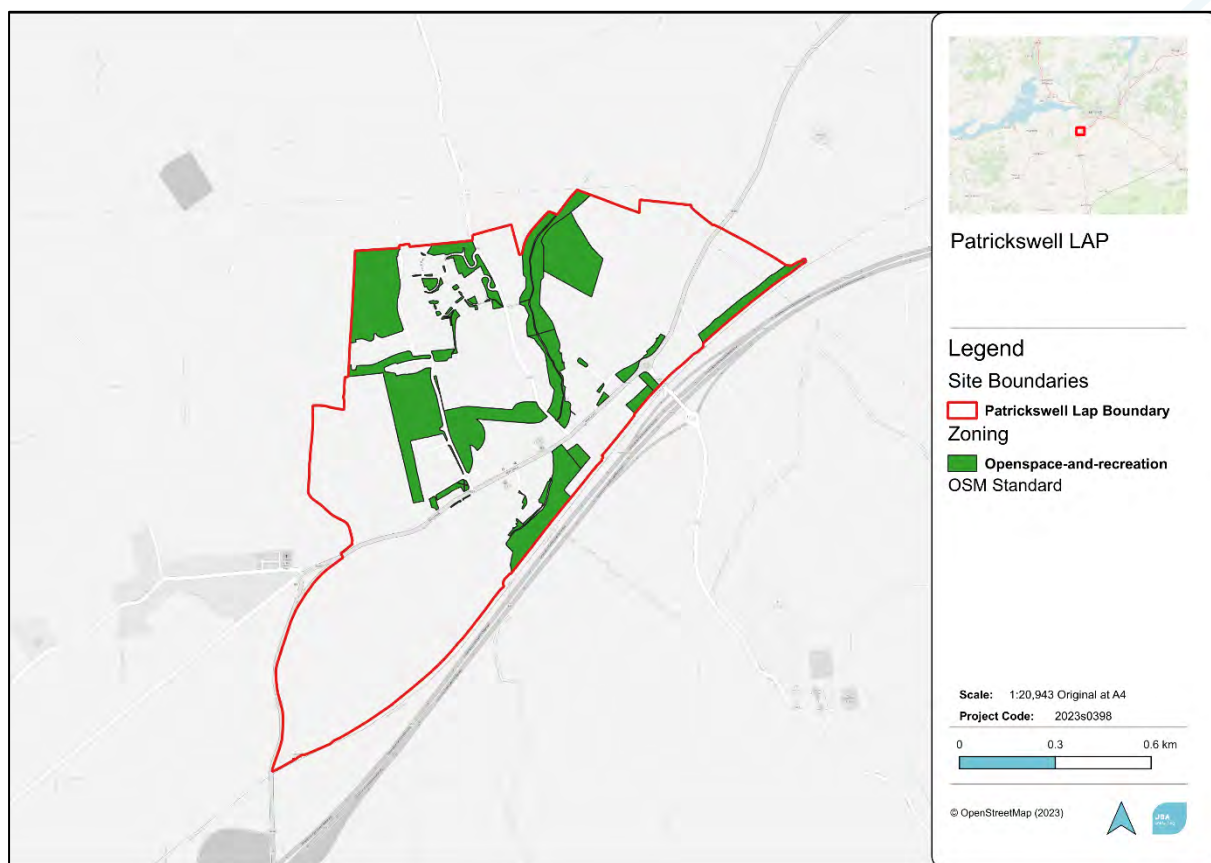 Patrickswell LAP
Legend
Site Boundaries
Patrickswell Lap Boundary
Zoning
Openspace-and-recreation
OSM Standard
Scale: 1:20,943 Original at A4
Project Code: 2023s0398
0 0.3 0.6 km
© OpenStreetMap (2023)
JBA